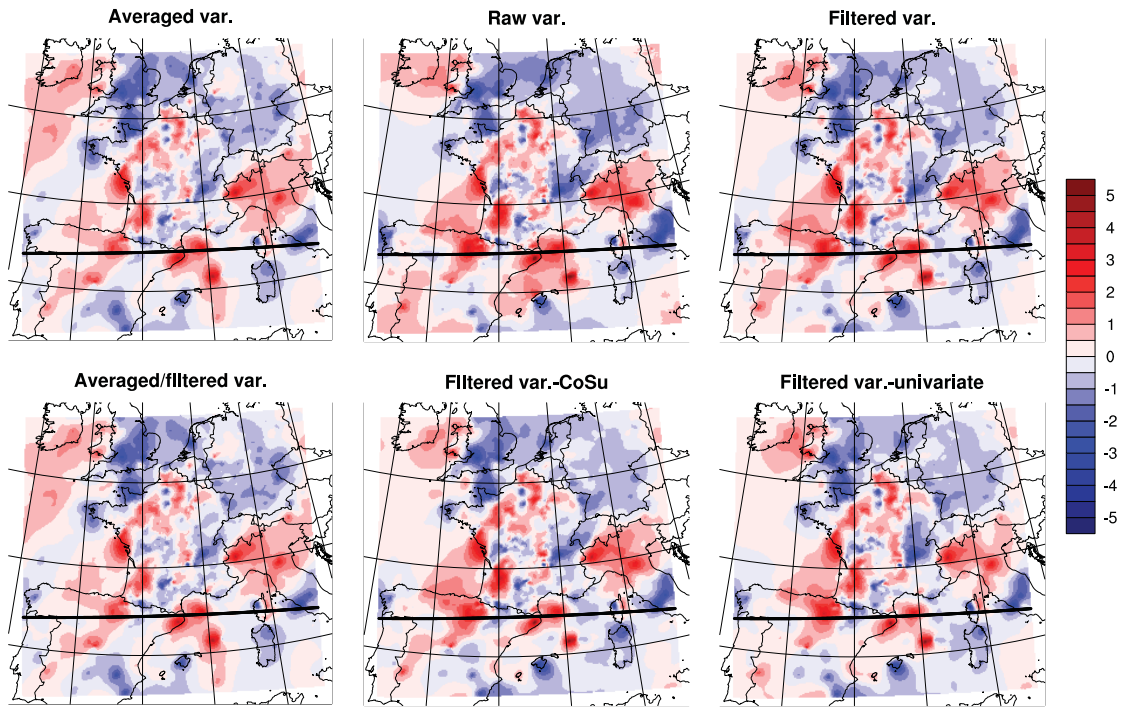 Averaged var.
Raw var.
Filtered var.
5
4
3
2
1
0
-1
-2
-3
-4
-5
Averaged/fIltered var.
FIltered var.-CoSu
Filtered var.-univariate